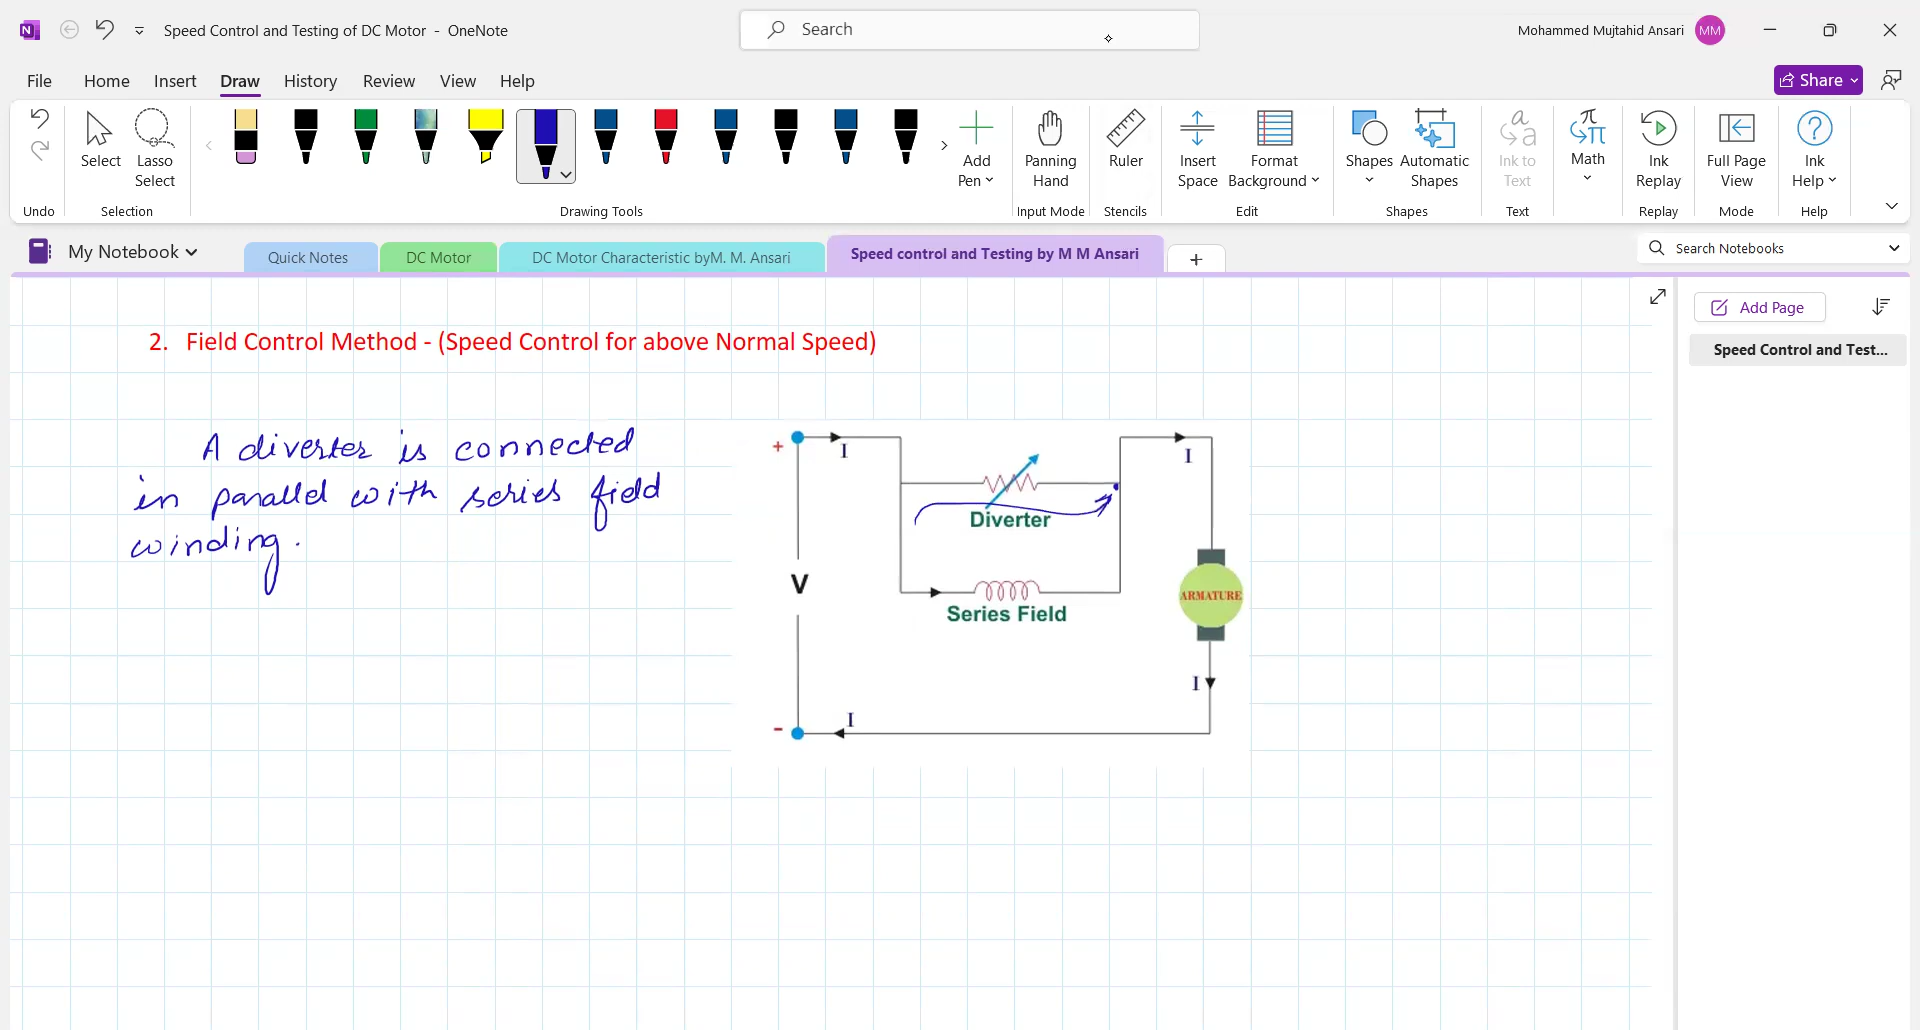 Speed Control and Testing of DC Motor - OneNote
Search
Mohammed Mujtahid Ansari
MM
File Home Insert Draw History Review View Help
Share
Select
Lasso Select
Add Pen
Panning Hand
Ruler
Insert Space
Format Background
Shapes
Automatic Shapes
Ink to Text
Math
Ink Replay
Full Page View
Ink Help
Undo Selection Drawing Tools Input Mode Stencils Edit Shapes Text Replay Mode Help
My Notebook
Quick Notes
DC Motor
DC Motor Characteristic byM. M. Ansari
Speed control and Testing by M M Ansari
+
Search Notebooks
Add Page
Speed Control and Test...
2. Field Control Method - (Speed Control for above Normal Speed)
A diverter is connected
in parallel with series field
winding.
+
I
I
Diverter
V
ARMATURE
Series Field
I
I
-